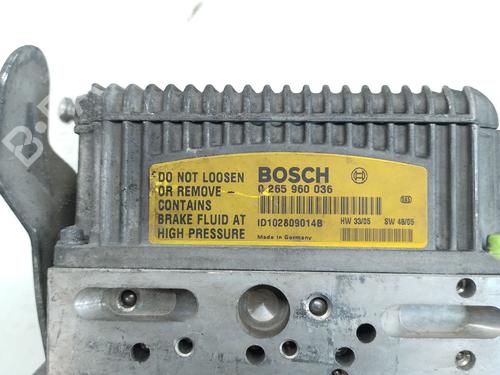 DO NOT LOOSEN
OR REMOVE -
CONTAINS
BRAKE FLUID AT
HIGH PRESSURE
BOSCH
0 265 960 036
ID102809014B
Made in Germany
HW 33/05 SW 48/05